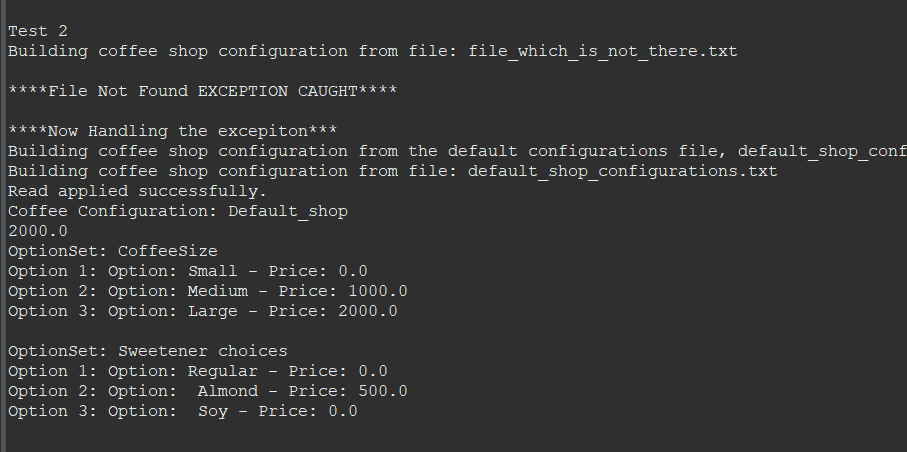 Test 2
Building coffee shop configuration from file: file_which_is_not_there.txt
****File Not Found EXCEPTION CAUGHT****
****Now Handling the excepiton***
Building coffee shop configuration from the default configurations file, default_shop_conf
Building coffee shop configuration from file: default_shop_configurations.txt
Read applied successfully.
Coffee Configuration: Default_shop
2000.0
OptionSet: CoffeeSize
Option 1: Option: Small - Price: 0.0
Option 2: Option: Medium - Price: 1000.0
Option 3: Option: Large - Price: 2000.0
OptionSet: Sweetener choices
Option 1: Option: Regular - Price: 0.0
Option 2: Option:  Almond - Price: 500.0
Option 3: Option:  Soy - Price: 0.0